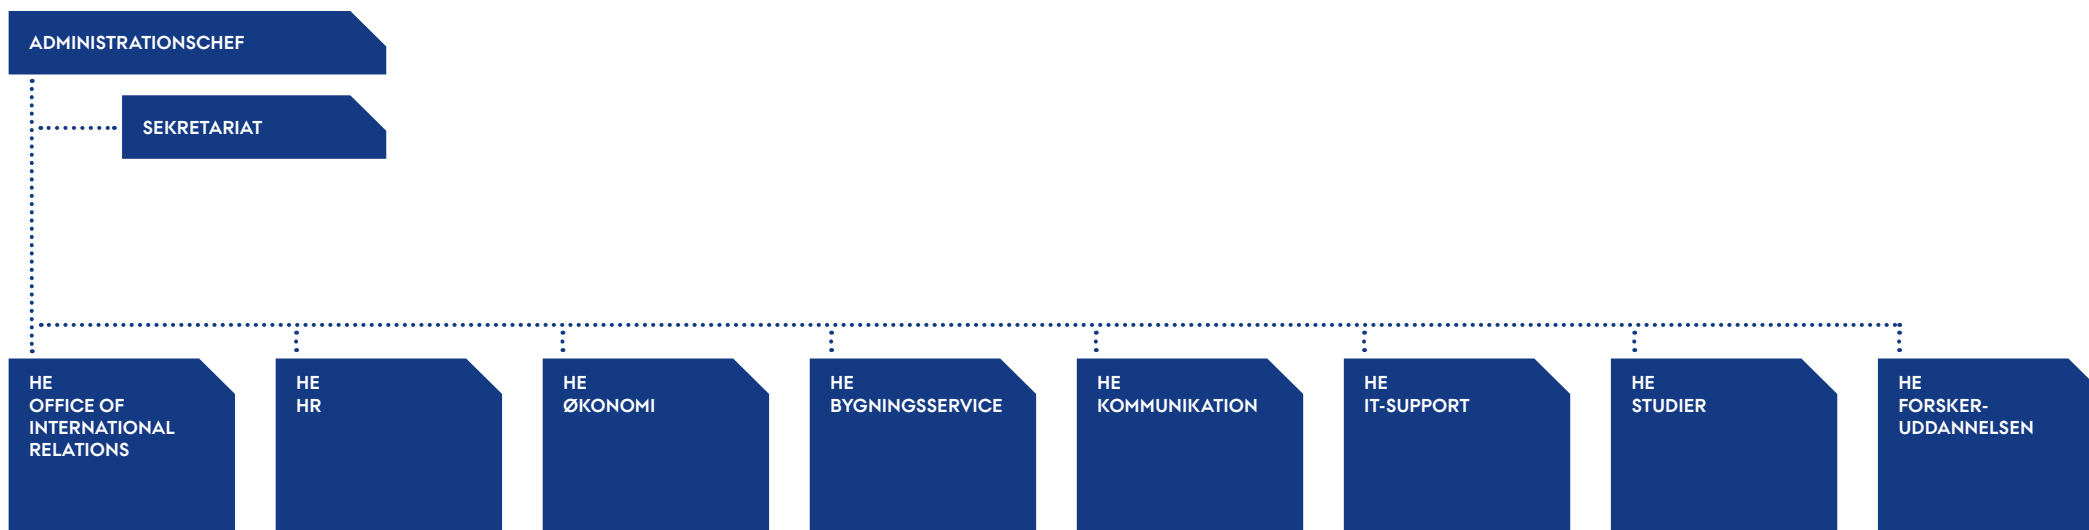 ADMINISTRATIONSCHEF
SEKRETARIAT
HE
OFFICE OF
INTERNATIONAL
RELATIONS
HE
HR
HE
ØKONOMI
HE
BYGNINGSSERVICE
HE
KOMMUNIKATION
HE
IT-SUPPORT
HE
STUDIER
HE
FORSKER-
UDDANNELSEN